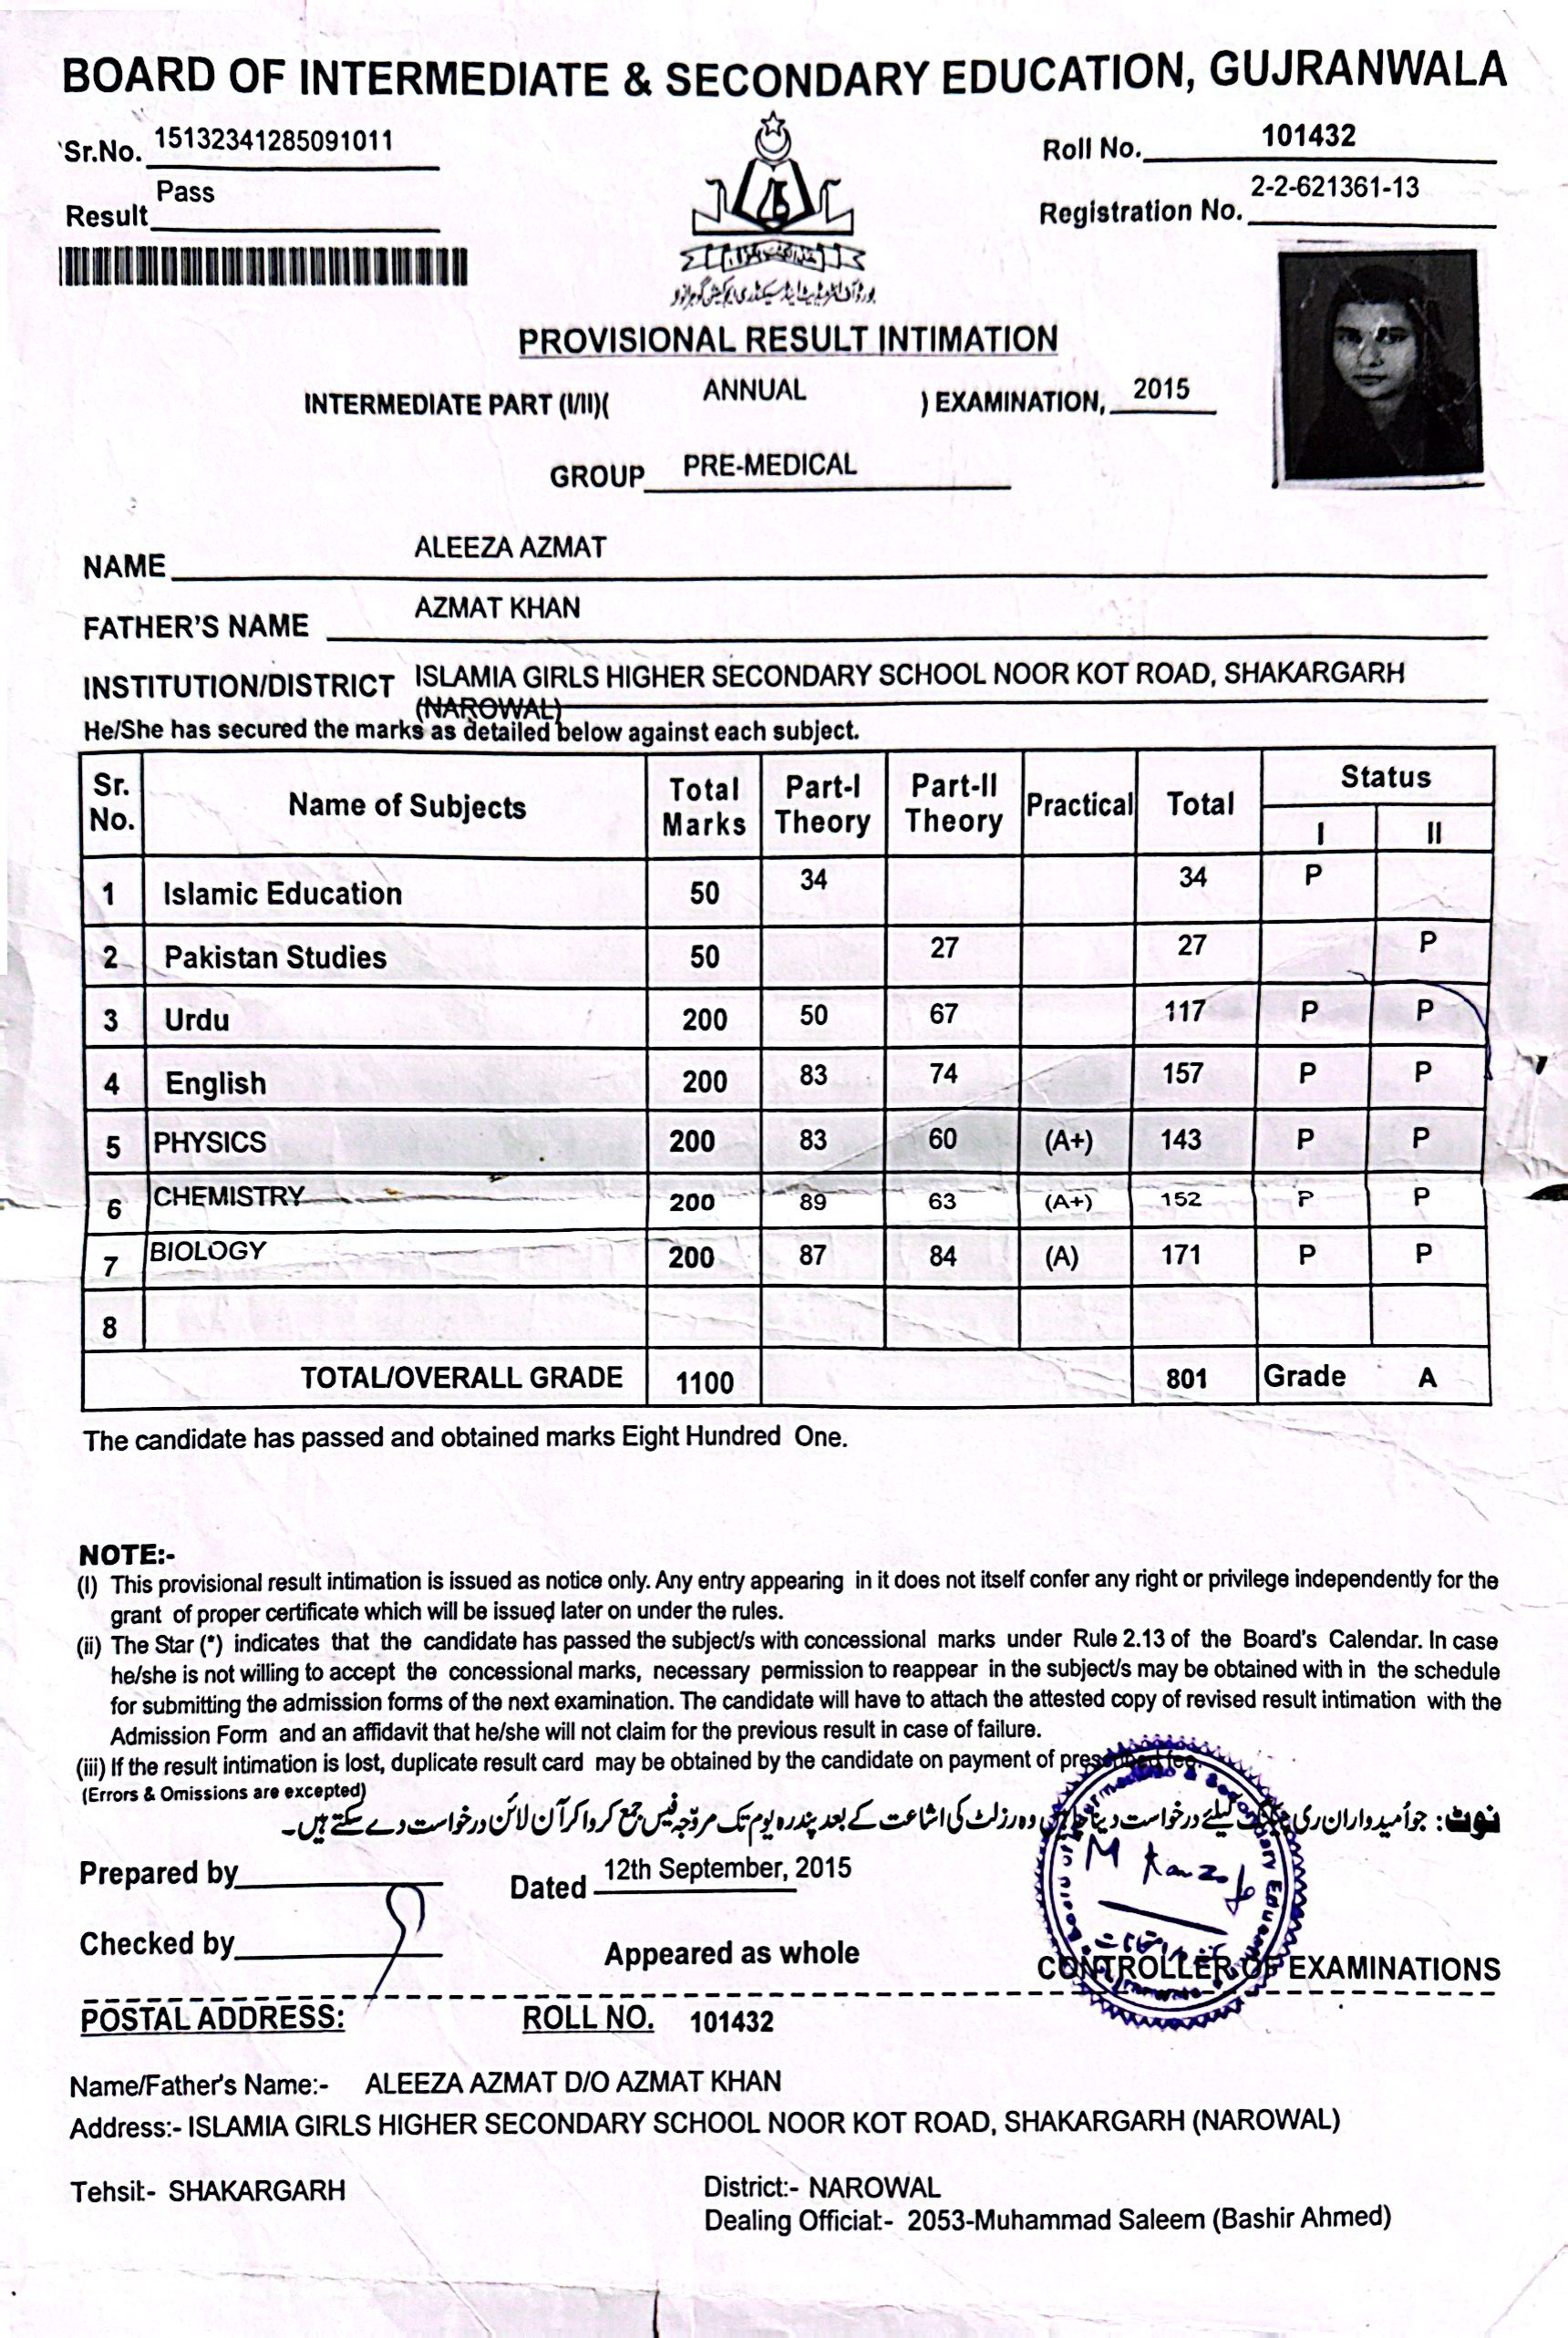 BOARD OF INTERMEDIATE & SECONDARY EDUCATION, GUJRANWALA
Sr.No. 15132341285091011
Roll No. 101432
Result Pass
Registration No. 2-2-621361-13
PROVISIONAL RESULT INTIMATION
INTERMEDIATE PART (I/II)( ANNUAL ) EXAMINATION, 2015
GROUP PRE-MEDICAL
NAME ALEEZA AZMAT
FATHER'S NAME AZMAT KHAN
INSTITUTION/DISTRICT ISLAMIA GIRLS HIGHER SECONDARY SCHOOL NOOR KOT ROAD, SHAKARGARH
(NAROWAL)
He/She has secured the marks as detailed below against each subject.
Sr. No. Name of Subjects Total Marks Part-I Theory Part-II Theory Practical Total Status I II
1 Islamic Education 50 34 34 P
2 Pakistan Studies 50 27 27 P
3 Urdu 200 50 67 117 P P
4 English 200 83 74 157 P P
5 PHYSICS 200 83 60 (A+) 143 P P
6 CHEMISTRY 200 89 63 (A+) 152 P P
7 BIOLOGY 200 87 84 (A) 171 P P
8
TOTAL/OVERALL GRADE 1100 801 Grade A
The candidate has passed and obtained marks Eight Hundred One.
NOTE:-
(I) This provisional result intimation is issued as notice only. Any entry appearing in it does not itself confer any right or privilege independently for the
grant of proper certificate which will be issued later on under the rules.
(ii) The Star (*) indicates that the candidate has passed the subject/s with concessional marks under Rule 2.13 of the Board's Calendar. In case
he/she is not willing to accept the concessional marks, necessary permission to reappear in the subject/s may be obtained with in the schedule
for submitting the admission forms of the next examination. The candidate will have to attach the attested copy of revised result intimation with the
Admission Form and an affidavit that he/she will not claim for the previous result in case of failure.
(iii) If the result intimation is lost, duplicate result card may be obtained by the candidate on payment of prescribed fee.
(Errors & Omissions are excepted)
نوٹ: جو اُمیدواران ری کیلئے درخواست دینا چاہیں وہ رزلٹ کی اشاعت کے بعد پندرہ یوم تک مروّجہ فیس جمع کروا کر آن لائن درخواست دے سکتے ہیں۔
Prepared by
Dated 12th September, 2015
Checked by
Appeared as whole
CONTROLLER OF EXAMINATIONS
POSTAL ADDRESS: ROLL NO. 101432
Name/Father's Name:- ALEEZA AZMAT D/O AZMAT KHAN
Address:- ISLAMIA GIRLS HIGHER SECONDARY SCHOOL NOOR KOT ROAD, SHAKARGARH (NAROWAL)
Tehsil:- SHAKARGARH
District:- NAROWAL
Dealing Official:- 2053-Muhammad Saleem (Bashir Ahmed)